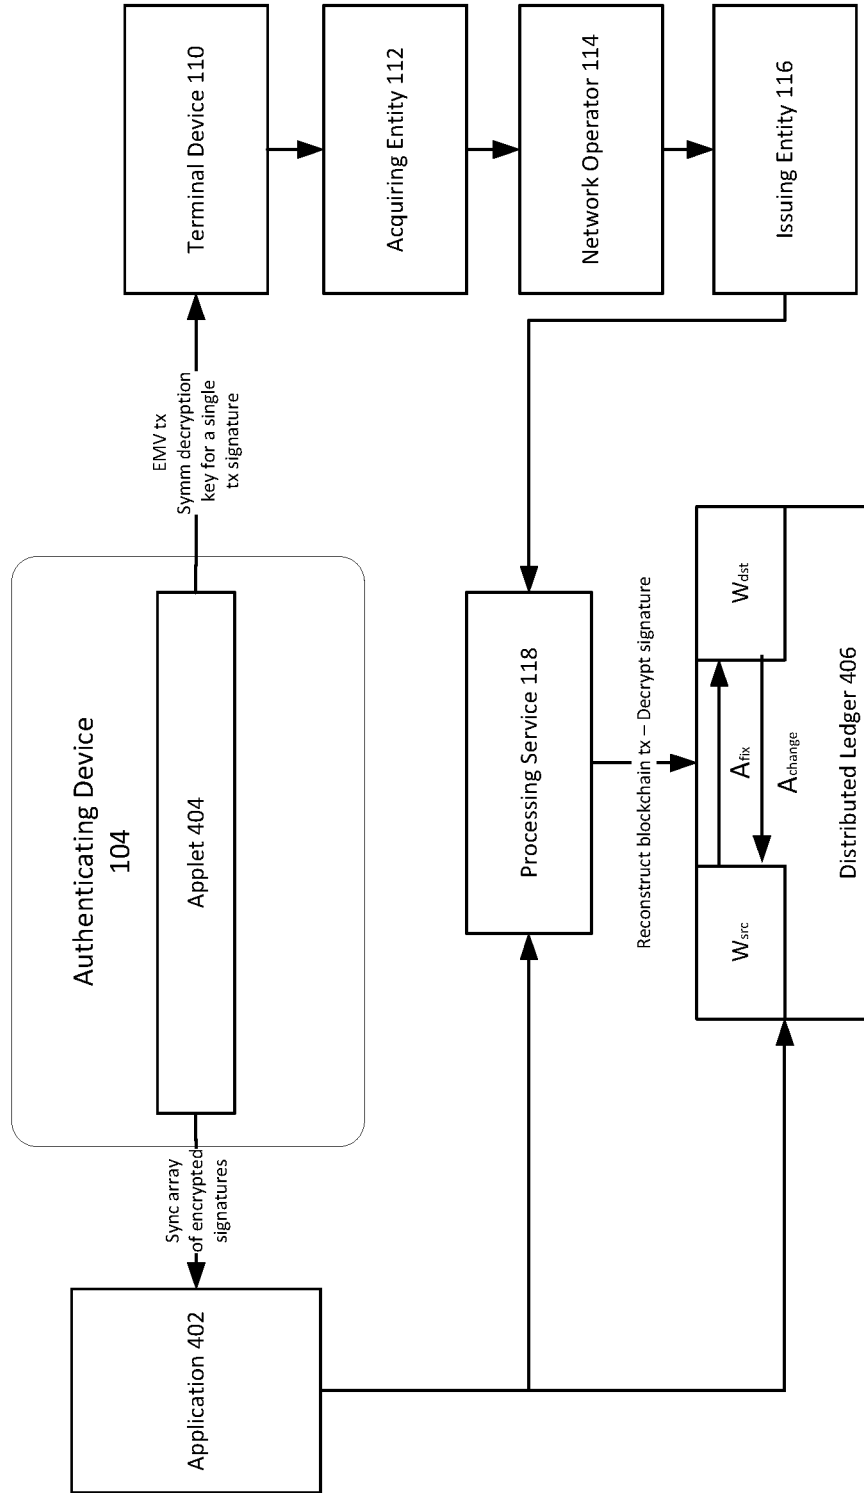 Authenticating Device
104
Applet 404
Application 402
Sync array
of encrypted
signatures
EMV tx
Symm decryption
key for a single
tx signature
Terminal Device 110
Acquiring Entity 112
Network Operator 114
Issuing Entity 116
Processing Service 118
Reconstruct blockchain tx – Decrypt signature
Wsrc
Afix
Achange
Wdst
Distributed Ledger 406